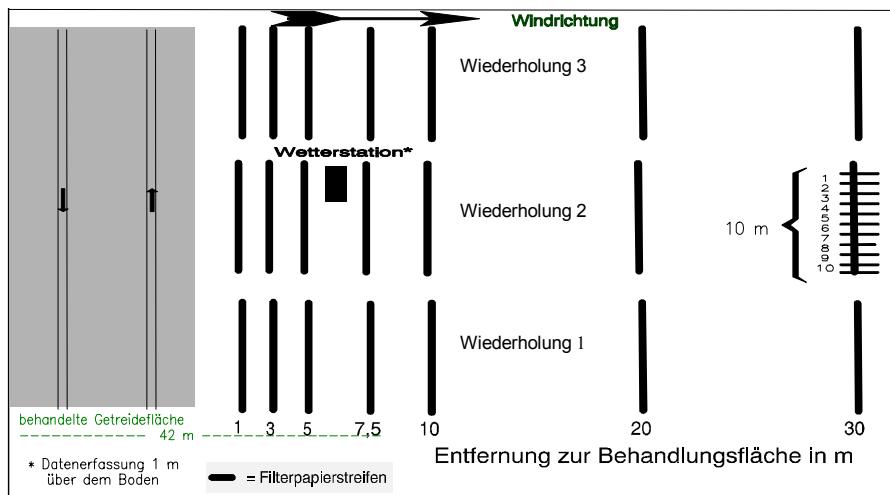 Windrichtung
Wiederholung 3
Wetterstation*
Wiederholung 2
10 m
1
2
3
4
5
6
7
8
9
10
Wiederholung 1
behandelte Getreidefläche
1 3 5 7,5 10 20 30
42 m
Entfernung zur Behandlungsfläche in m
* Datenerfassung 1 m
über dem Boden
= Filterpapierstreifen